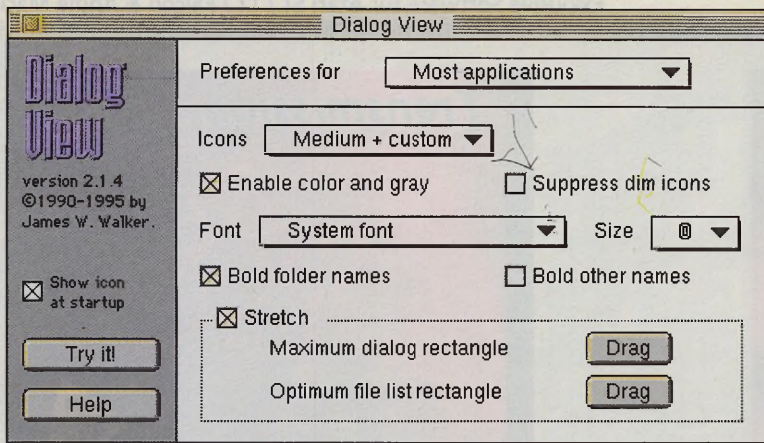 Dialog View
Dialog
View
version 2.1.4
©1990-1995 by
James W. Walker.
Show icon
at startup
Try it!
Help
Preferences for Most applications
Icons Medium + custom
Enable color and gray Suppress dim icons
Font System font Size 0
Bold folder names Bold other names
Stretch
Maximum dialog rectangle Drag
Optimum file list rectangle Drag